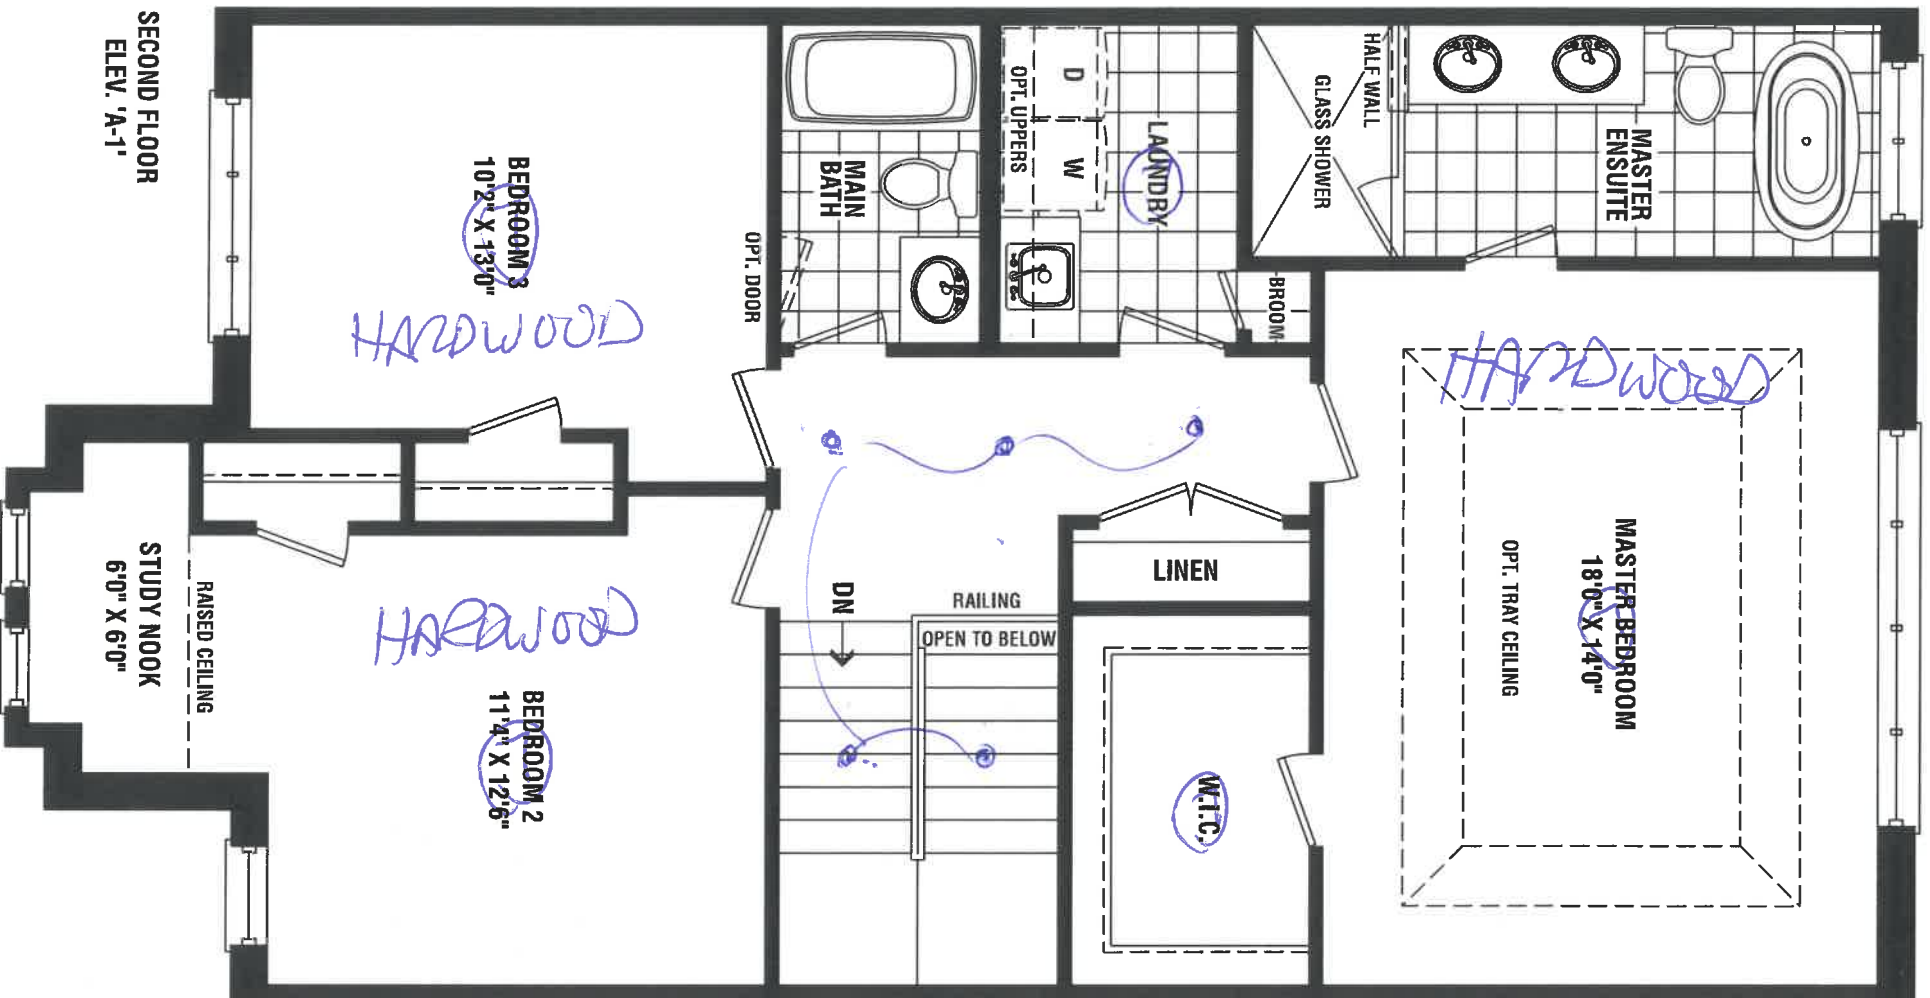 SECOND FLOOR
ELEV. 'A-1'
BEDROOM 3
10'2" X 13'0"
HARDWOOD
OPT. DOOR
MAIN
BATH
D
W
OPT. UPPERS
LAUNDRY
BROOM
HALF WALL
GLASS SHOWER
MASTER
ENSUITE
HARDWOOD
MASTER BEDROOM
18'0" X 14'0"
OPT. TRAY CEILING
LINEN
RAILING
OPEN TO BELOW
DN
W.I.C.
HARDWOOD
BEDROOM 2
11'4" X 12'6"
RAISED CEILING
STUDY NOOK
6'0" X 6'0"